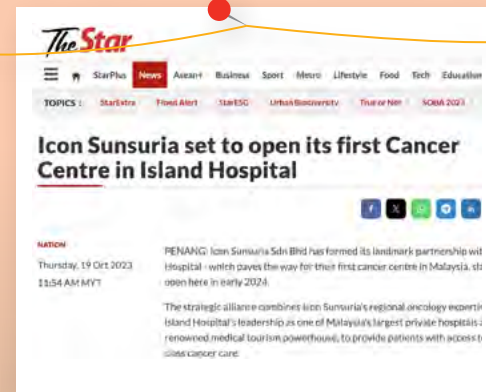 The Star
StarPlus News Asean+ Business Sport Metro Lifestyle Food Tech Education
TOPICS : StarExtra Flood Alert StarESG Urban Biodiversity True or Not SOBA 2023
Icon Sunsuria set to open its first Cancer
Centre in Island Hospital
NATION
Thursday, 19 Oct 2023
11:54 AM MYT
PENANG: Icon Sunsuria Sdn Bhd has formed its landmark partnership wit
Hospital - which paves the way for their first cancer centre in Malaysia, sla
open here in early 2024.
The strategic alliance combines Icon Sunsuria's regional oncology experti
Island Hospital's leadership as one of Malaysia's largest private hospitals a
renowned medical tourism powerhouse, to provide patients with access t
class cancer care.